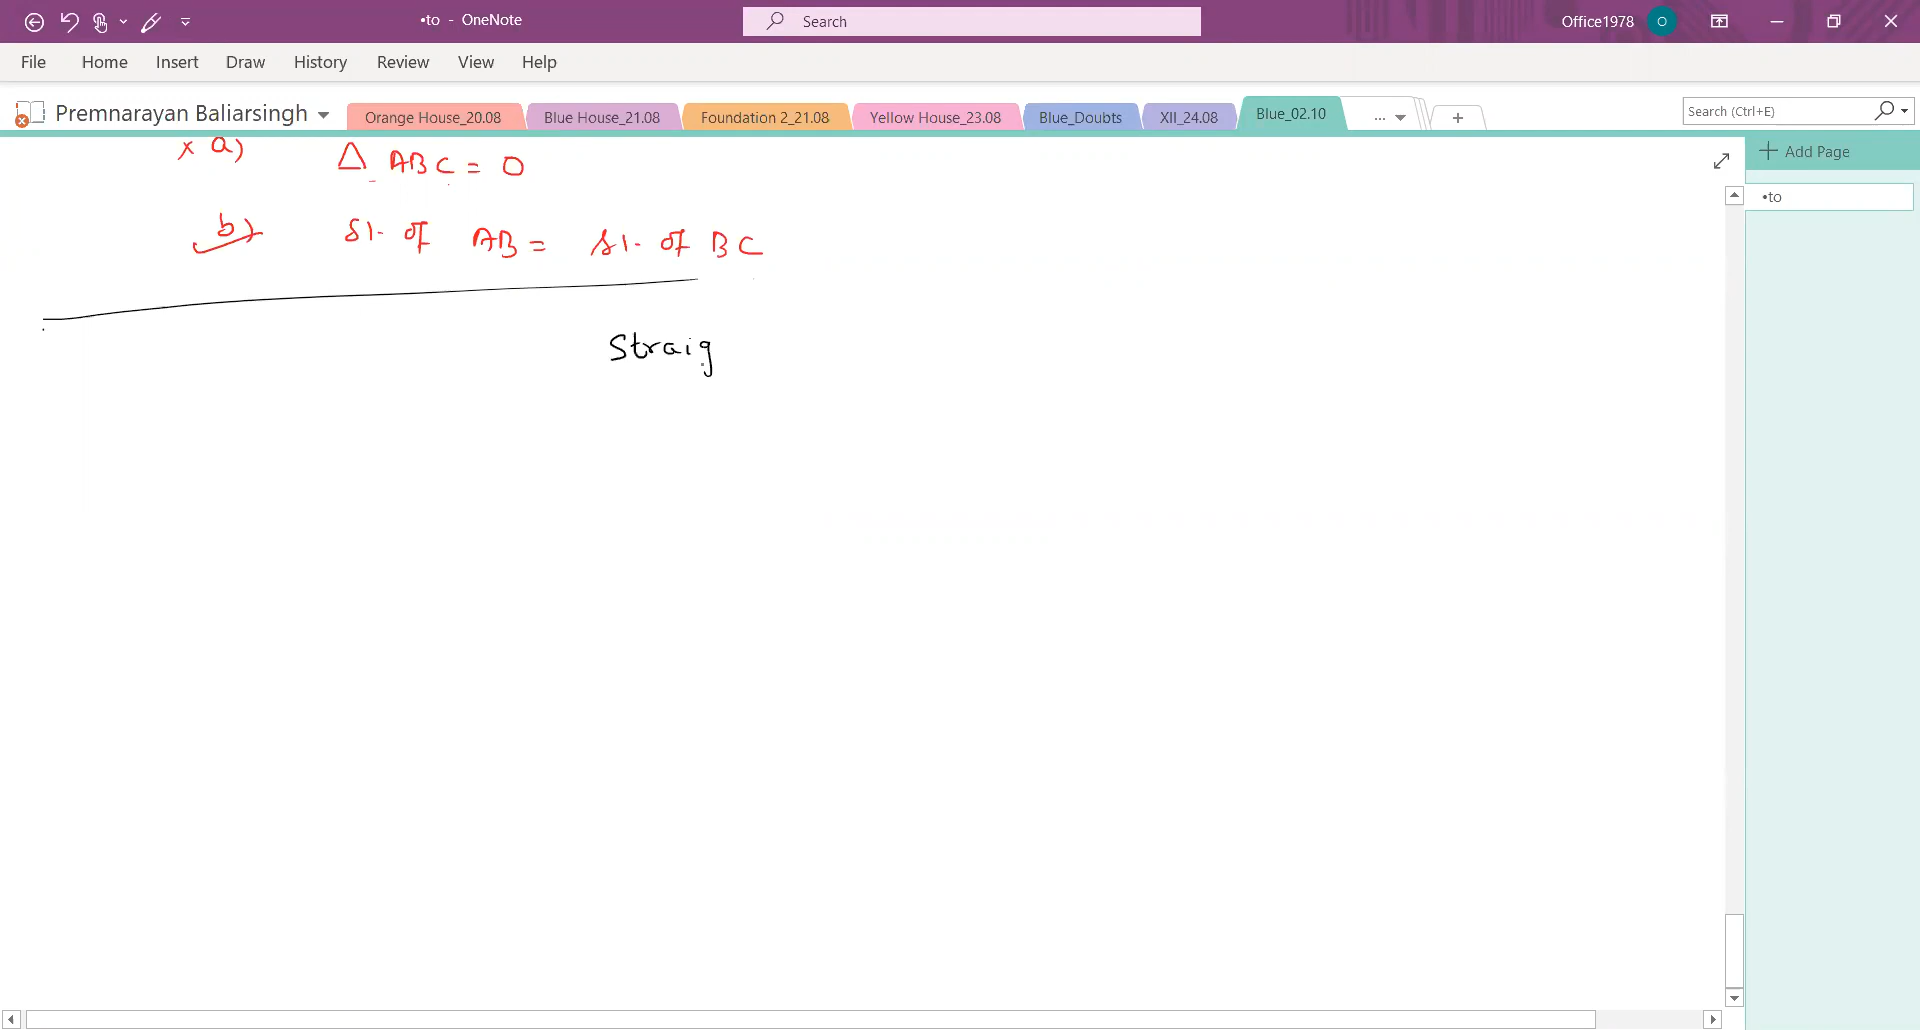 •to - OneNote
Search
Office1978 O
File Home Insert Draw History Review View Help
Premnarayan Baliarsingh
Orange House_20.08 Blue House_21.08 Foundation 2_21.08 Yellow House_23.08 Blue_Doubts XII_24.08 Blue_02.10 ... +
Search (Ctrl+E)
Add Page
•to
× a) Δ ABC = 0
b) Sl. of AB = Sl. of BC
Straig